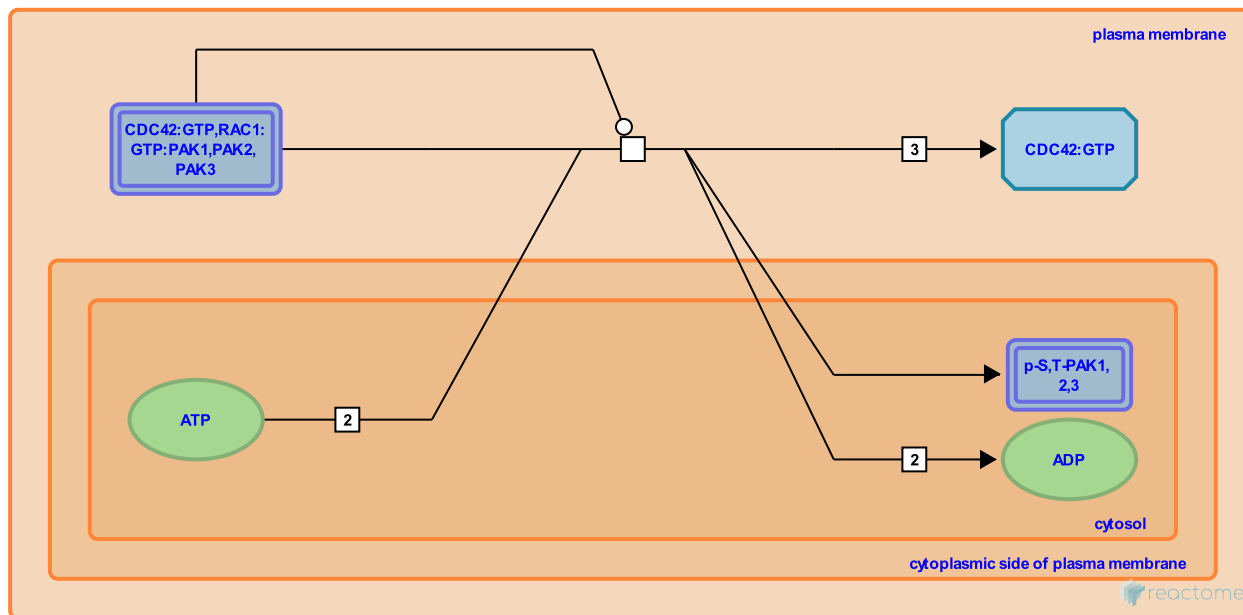 plasma membrane
CDC42:GTP,RAC1:
GTP:PAK1,PAK2,
PAK3
3
CDC42:GTP
p-S,T-PAK1,
2,3
ATP
2
2
ADP
cytosol
cytoplasmic side of plasma membrane
reactome